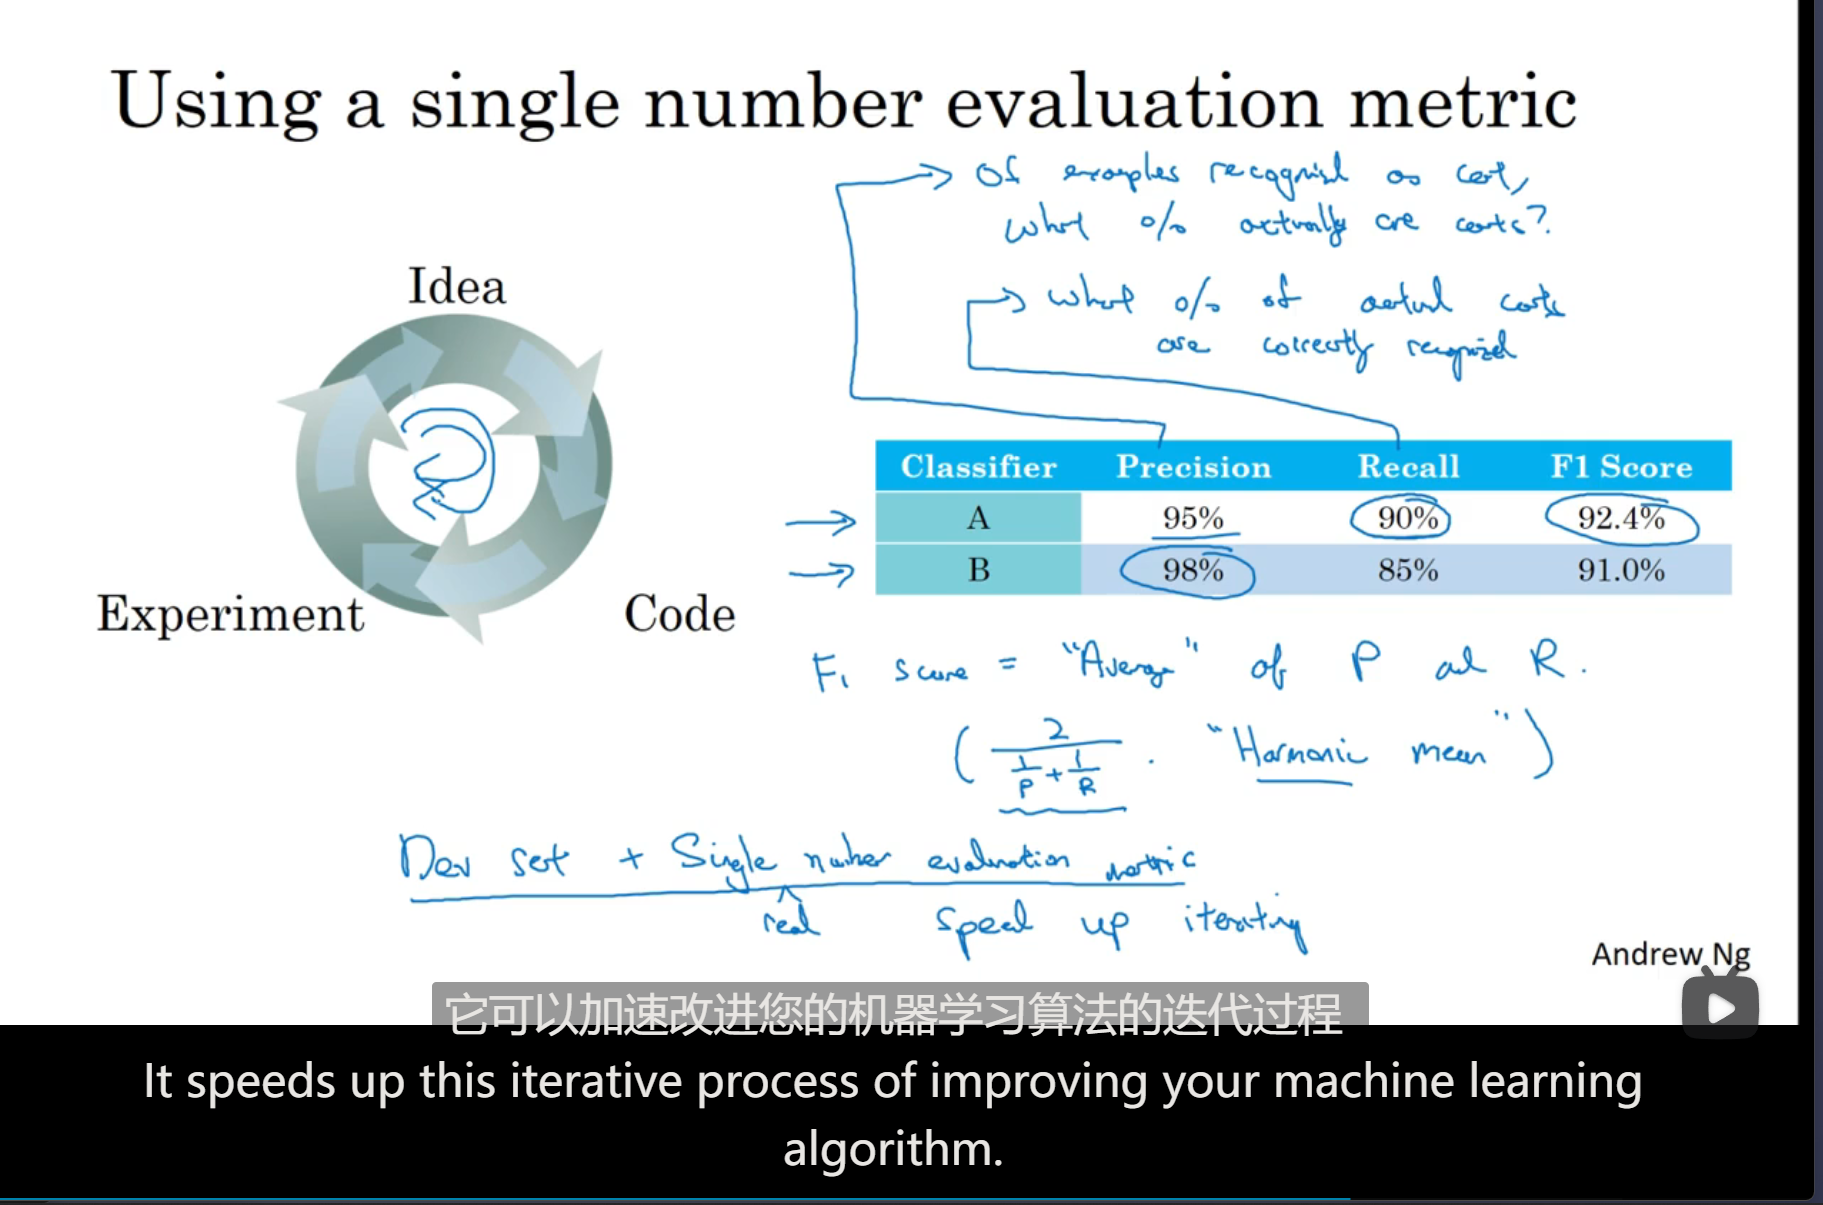 Using a single number evaluation metric
Of examples recognized as cat,
What % actually are cats?
What % of actual cats
are correctly recognized
Idea
Experiment
Code
Classifier Precision Recall F1 Score
A 95% 90% 92.4%
B 98% 85% 91.0%
F₁ Score = "Average" of P and R.
( 2 / (1/P + 1/R) . "Harmonic mean" )
Dev set + Single number evaluation metric
real speed up iterating
Andrew Ng
它可以加速改进您的机器学习算法的迭代过程
It speeds up this iterative process of improving your machine learning
algorithm.